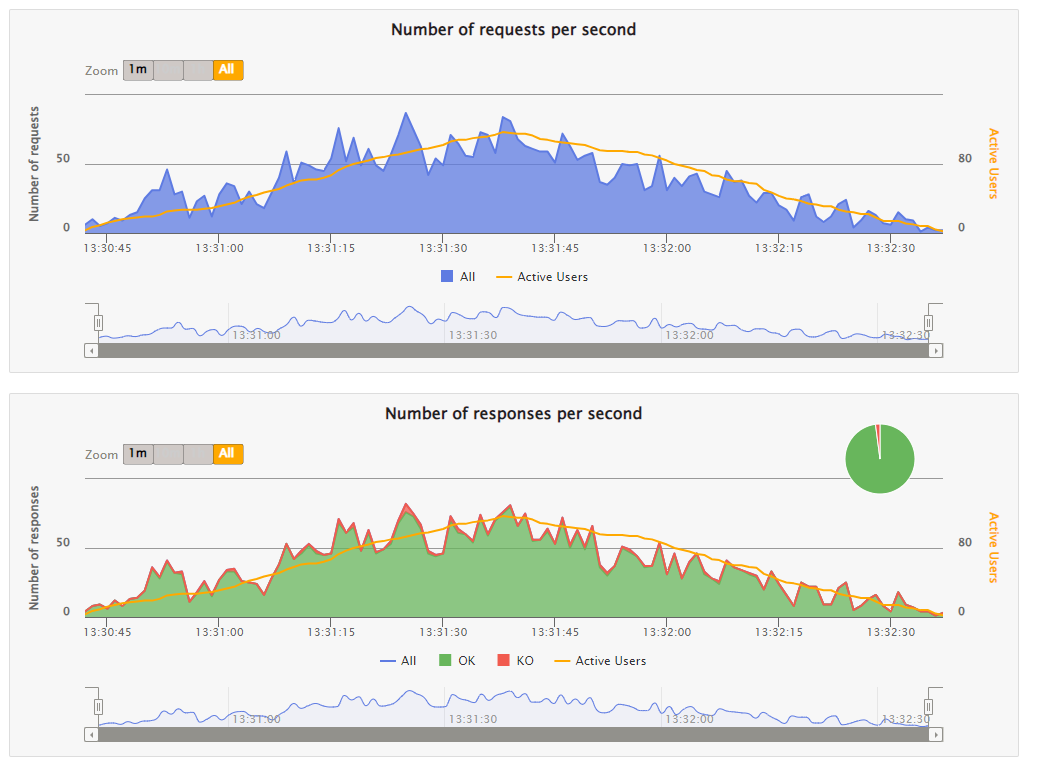 Number of requests per second
Zoom 1m All
Number of requests
50
0
Active Users
80
0
13:30:45 13:31:00 13:31:15 13:31:30 13:31:45 13:32:00 13:32:15 13:32:30
All Active Users
13:31:00 13:31:30 13:32:00 13:32:30
Number of responses per second
Zoom 1m All
Number of responses
50
0
Active Users
80
0
13:30:45 13:31:00 13:31:15 13:31:30 13:31:45 13:32:00 13:32:15 13:32:30
All OK KO Active Users
13:31:00 13:31:30 13:32:00 13:32:30